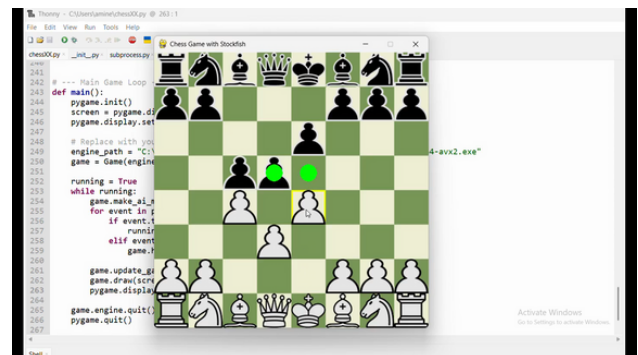 Thonny - C:\Users\amine\chessXX.py @ 263 : 1
File Edit View Run Tools Help
chessXX.py __init__.py subprocess.py
Chess Game with Stockfish
241
242 # --- Main Game Loop
243 def main():
244 pygame.init()
245 screen = pygame.di
246 pygame.display.set
247
248 # Replace with you
249 engine_path = "C:\ 4-avx2.exe"
250 game = Game(engine
251
252 running = True
253 while running:
254 game.make_ai_m
255 for event in p
256 if event.t
257 runnin
258 elif event
259 game.h
260
261 game.update_ga
262 game.draw(scre
263 pygame.display
264
265 game.engine.quit()
266 pygame.quit()
267
Shell
Activate Windows
Go to Settings to activate Windows.